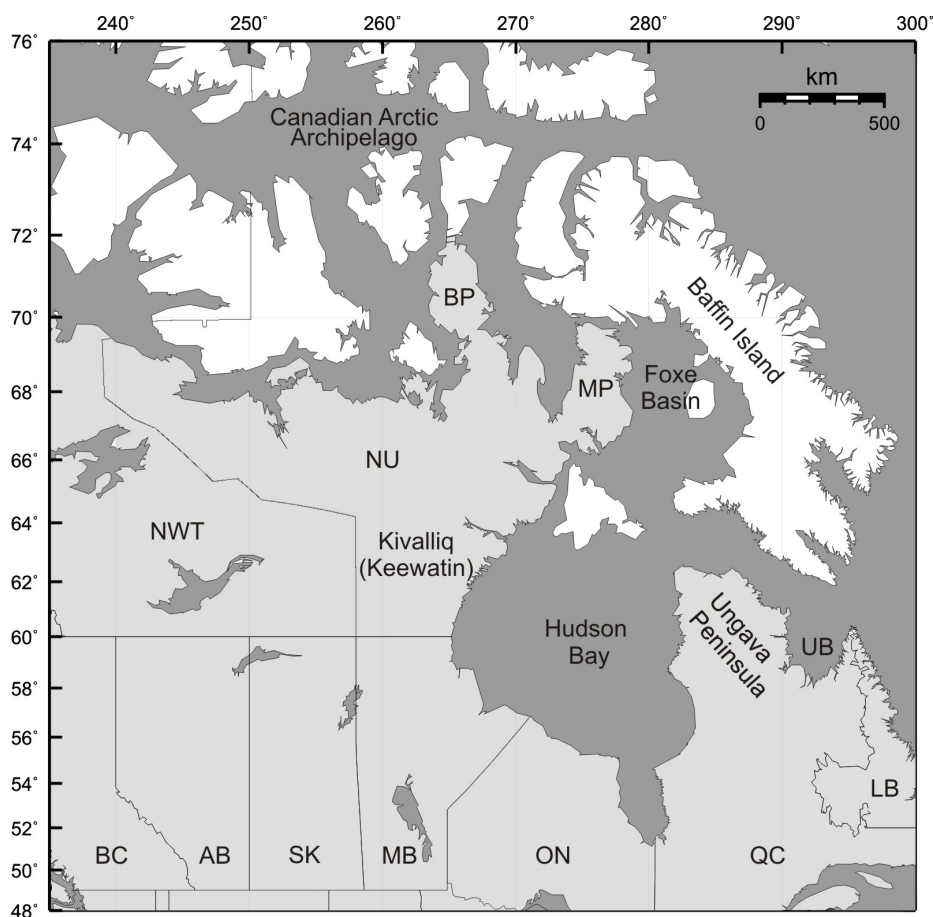 240˚ 250˚ 260˚ 270˚ 280˚ 290˚ 300˚
76˚
km
0 500
Canadian Arctic
Archipelago
74˚
72˚
BP
Baffin Island
70˚
MP
Foxe
Basin
68˚
NU
66˚
64˚
NWT
Kivalliq
(Keewatin)
62˚
Ungava
Peninsula
60˚
Hudson
Bay
UB
58˚
56˚
54˚
LB
52˚
BC AB SK MB ON QC
50˚
48˚